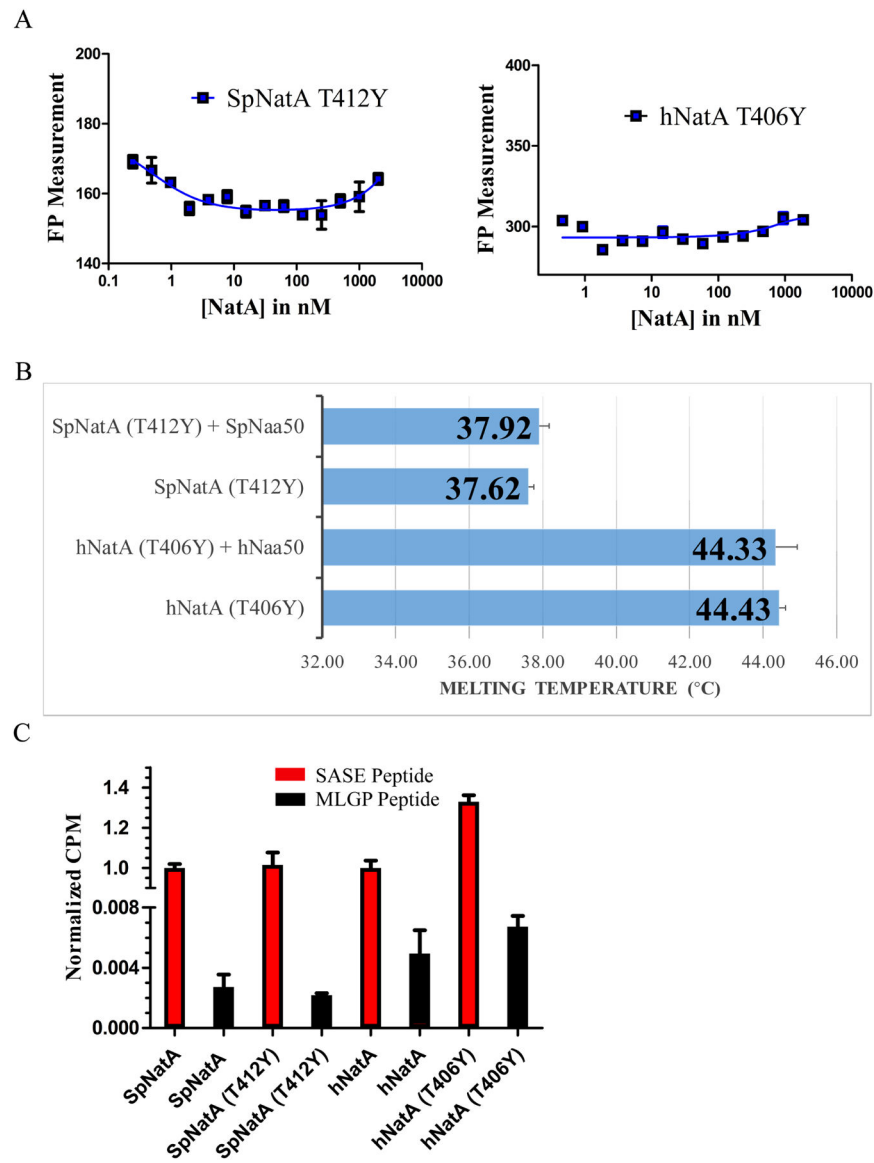 A
200
180
160
140
FP Measurement
SpNatA T412Y
0.1 1 10 100 1000 10000
[NatA] in nM
400
350
300
250
FP Measurement
hNatA T406Y
1 10 100 1000 10000
[NatA] in nM
B
SpNatA (T412Y) + SpNaa50
37.92
SpNatA (T412Y)
37.62
hNatA (T406Y) + hNaa50
44.33
hNatA (T406Y)
44.43
32.00 34.00 36.00 38.00 40.00 42.00 44.00 46.00
MELTING TEMPERATURE (°C)
C
SASE Peptide
MLGP Peptide
1.4
1.2
1.0
0.008
0.004
0.000
Normalized CPM
SpNatA
SpNatA
SpNatA (T412Y)
SpNatA (T412Y)
hNatA
hNatA
hNatA (T406Y)
hNatA (T406Y)